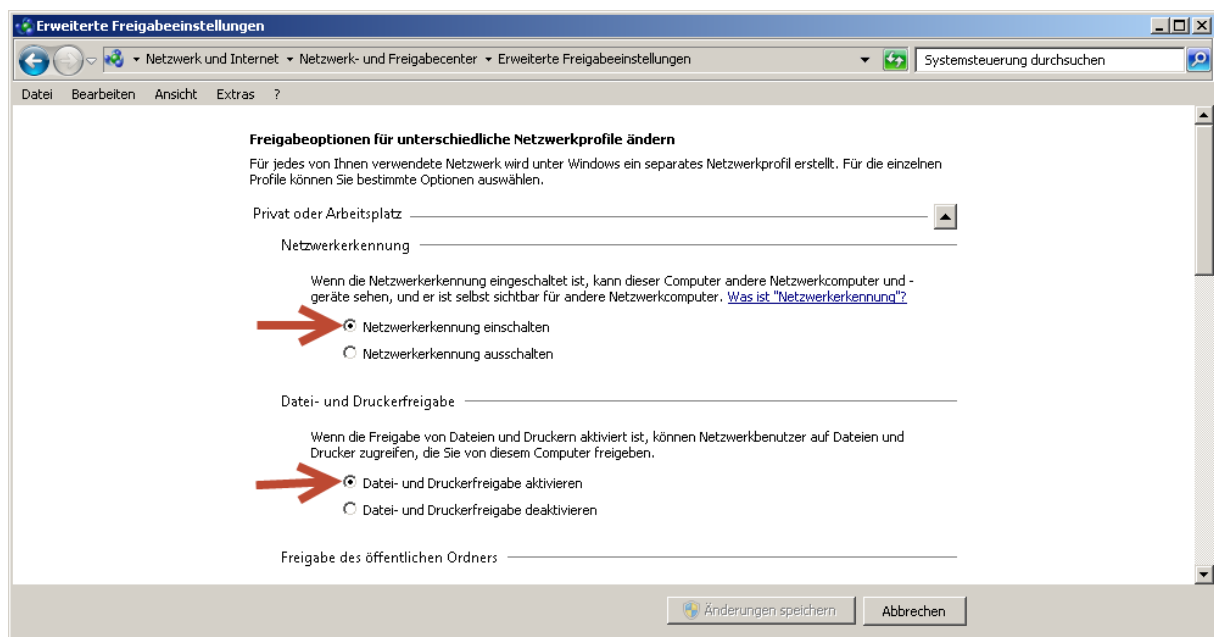 Erweiterte Freigabeeinstellungen
Netzwerk und Internet Netzwerk- und Freigabecenter Erweiterte Freigabeeinstellungen Systemsteuerung durchsuchen
Datei Bearbeiten Ansicht Extras ?
Freigabeoptionen für unterschiedliche Netzwerkprofile ändern
Für jedes von Ihnen verwendete Netzwerk wird unter Windows ein separates Netzwerkprofil erstellt. Für die einzelnen
Profile können Sie bestimmte Optionen auswählen.
Privat oder Arbeitsplatz
Netzwerkerkennung
Wenn die Netzwerkerkennung eingeschaltet ist, kann dieser Computer andere Netzwerkcomputer und -
geräte sehen, und er ist selbst sichtbar für andere Netzwerkcomputer. Was ist "Netzwerkerkennung"?
Netzwerkerkennung einschalten
Netzwerkerkennung ausschalten
Datei- und Druckerfreigabe
Wenn die Freigabe von Dateien und Druckern aktiviert ist, können Netzwerkbenutzer auf Dateien und
Drucker zugreifen, die Sie von diesem Computer freigeben.
Datei- und Druckerfreigabe aktivieren
Datei- und Druckerfreigabe deaktivieren
Freigabe des öffentlichen Ordners
Änderungen speichern Abbrechen